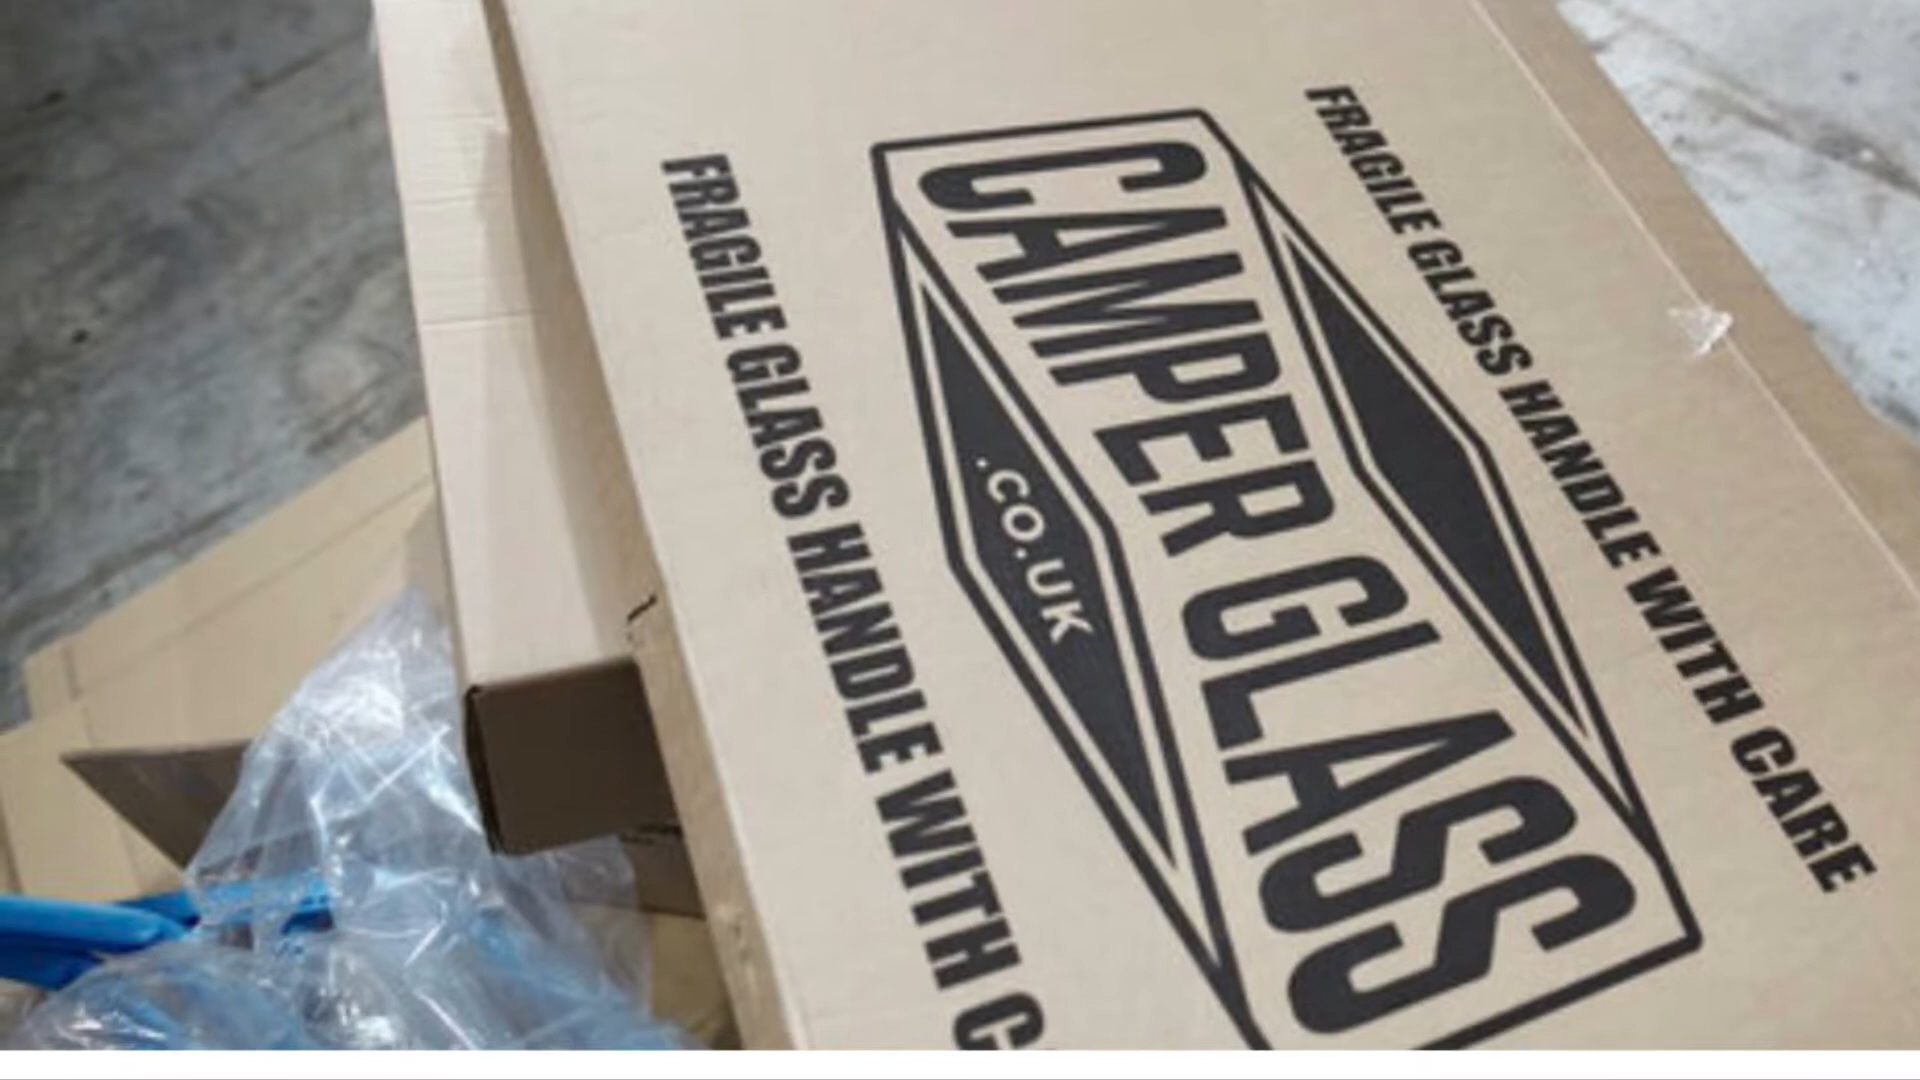 FRAGILE GLASS HANDLE WITH CARE
CAMPER GLASS
.CO.UK
FRAGILE GLASS HANDLE WITH C